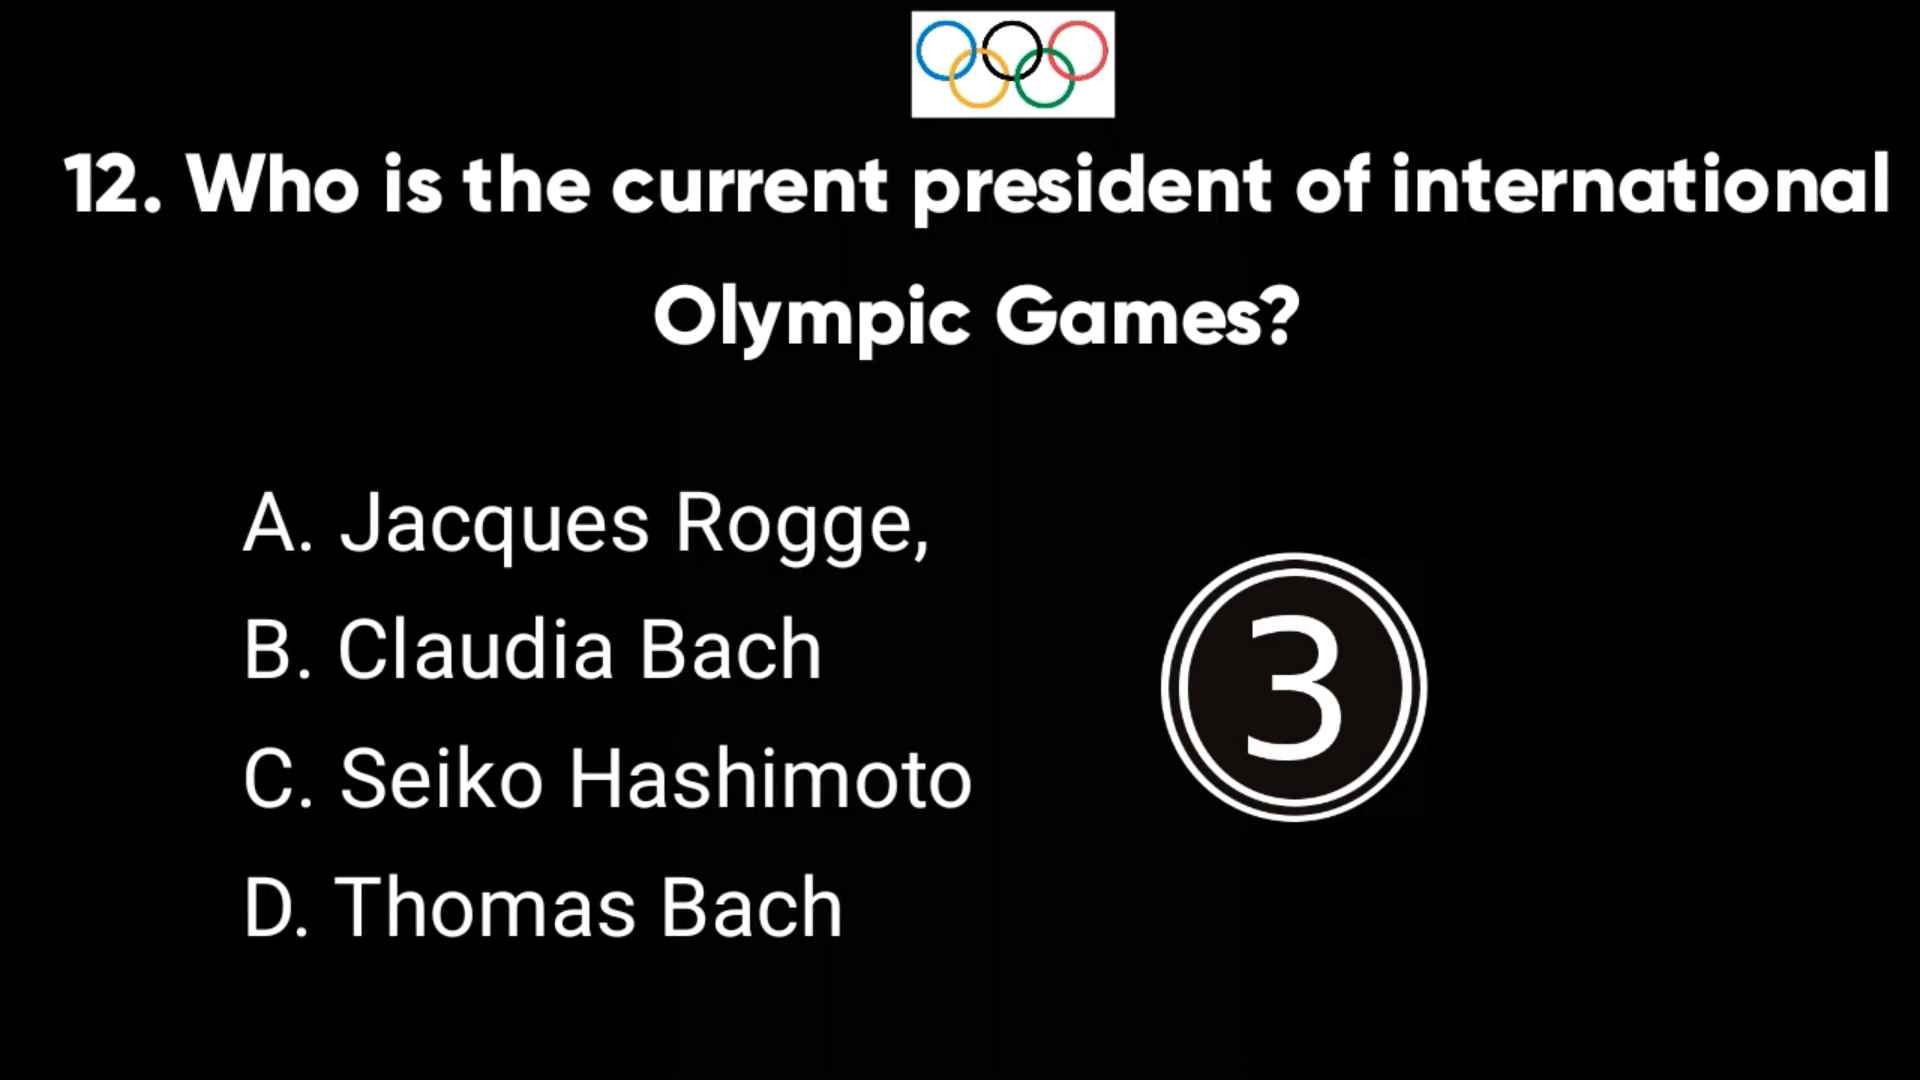 12. Who is the current president of international
Olympic Games?
A. Jacques Rogge,
B. Claudia Bach
C. Seiko Hashimoto
D. Thomas Bach
3